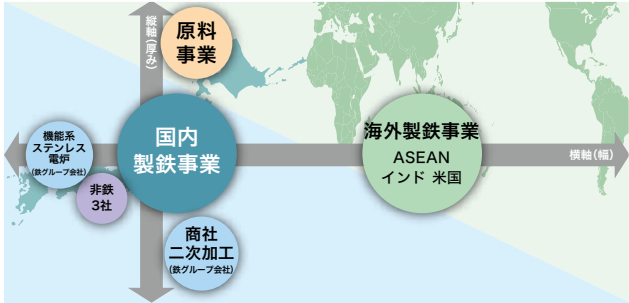 縦軸(厚み)
原料
事業
機能系
ステンレス
電炉
(鉄グループ会社)
国内
製鉄事業
海外製鉄事業
ASEAN
インド 米国
横軸(幅)
非鉄
3社
商社
二次加工
(鉄グループ会社)